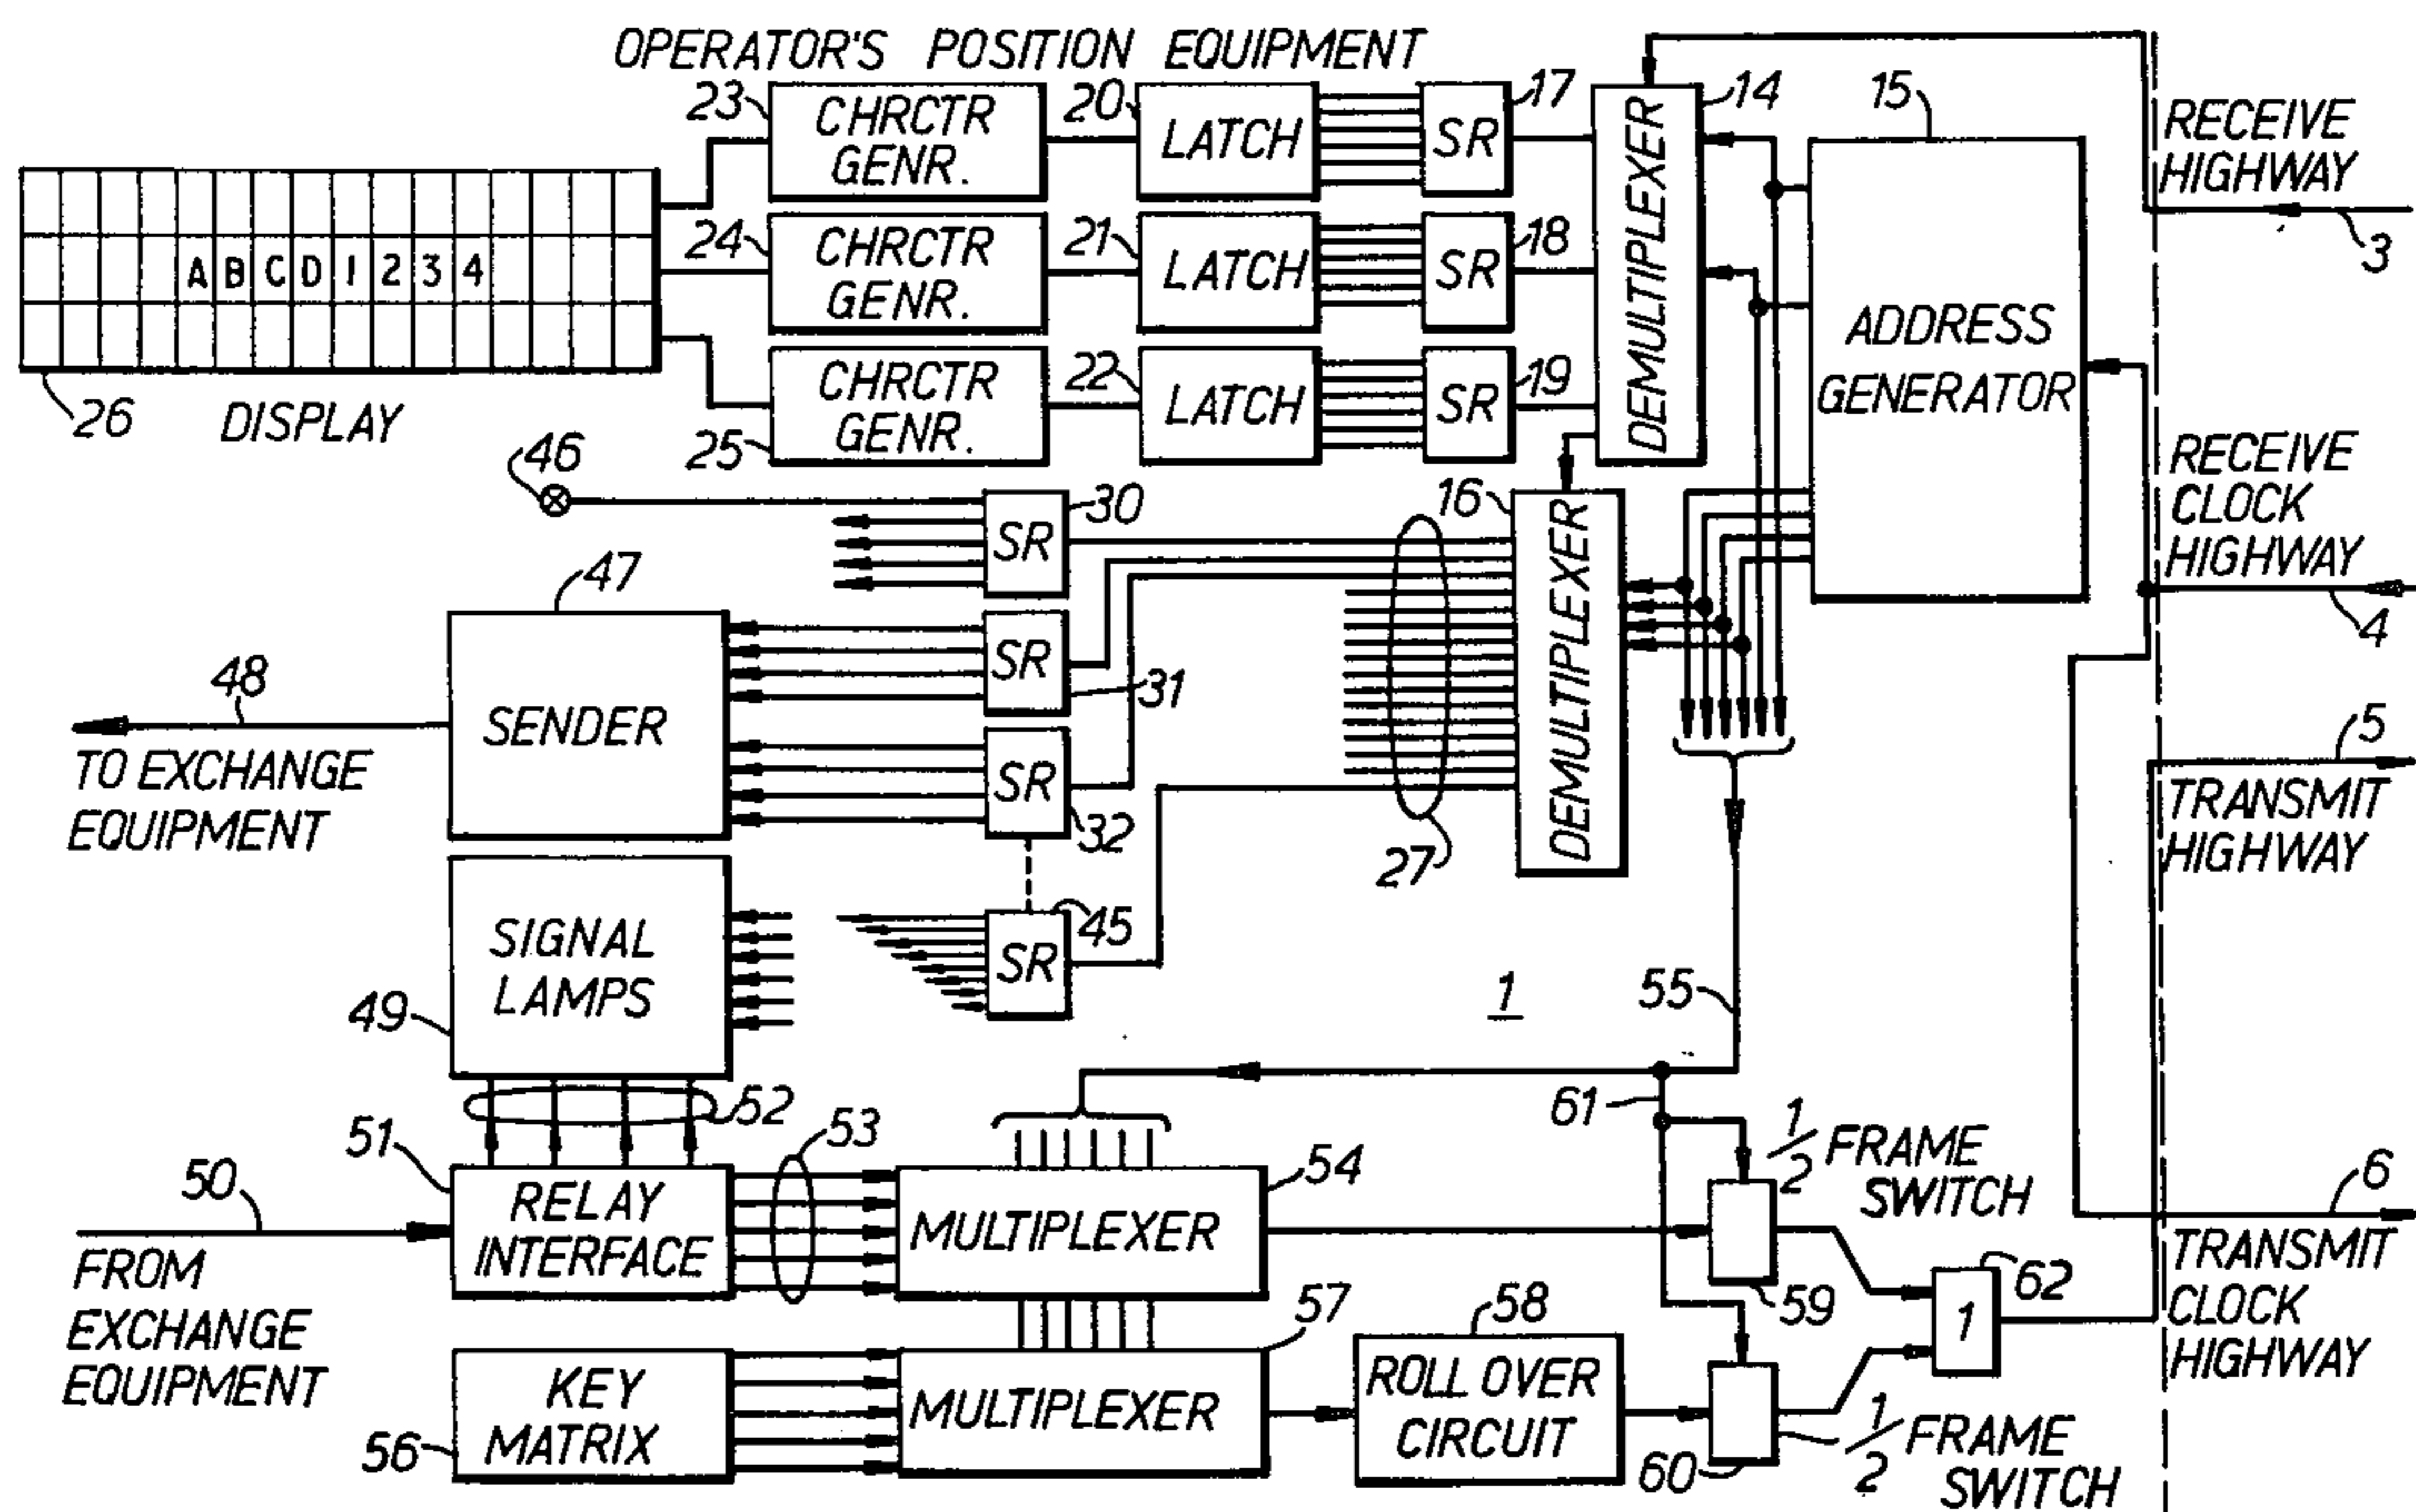 OPERATOR'S POSITION EQUIPMENT
23
CHRCTR
GENR.
20
LATCH
SR
17
DEMULTIPLEXER
14
15
ADDRESS
GENERATOR
RECEIVE
HIGHWAY
3
24
CHRCTR
GENR.
21
LATCH
SR
18
A B C D 1 2 3 4
26
DISPLAY
25
CHRCTR
GENR.
22
LATCH
SR
19
46
SR
30
16
DEMULTIPLEXER
RECEIVE
CLOCK
HIGHWAY
4
47
SENDER
48
TO EXCHANGE
EQUIPMENT
SR
31
SR
32
27
5
TRANSMIT
HIGHWAY
SIGNAL
LAMPS
49
SR
45
1
55
52
51
RELAY
INTERFACE
50
FROM
EXCHANGE
EQUIPMENT
53
MULTIPLEXER
54
61
1/2 FRAME
SWITCH
59
6
TRANSMIT
CLOCK
HIGHWAY
62
1
KEY
MATRIX
56
MULTIPLEXER
57
58
ROLL OVER
CIRCUIT
60
1/2 FRAME
SWITCH